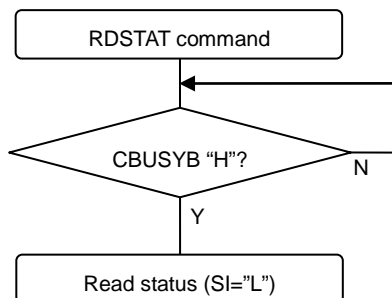 RDSTAT command
CBUSYB “H”?
N
Y
Read status (SI=”L”)